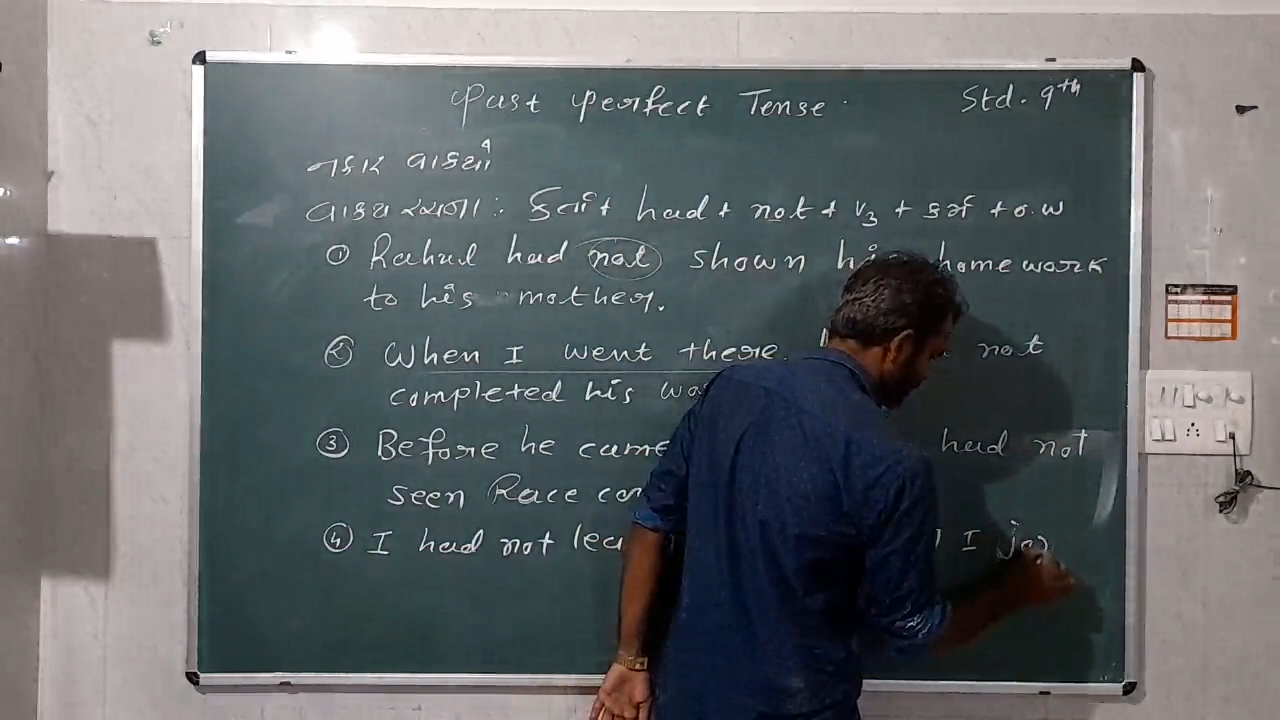 Past Perfect Tense.
Std. 9th
નકાર વાક્યો
વાક્ય રચના: કર્તા + had + not + V3 + કર્મ + o.w
① Rahul had not shown his homework
to his mother.
② When I went there, not
completed his
③ Before he came had not
seen Race
④ I had not I